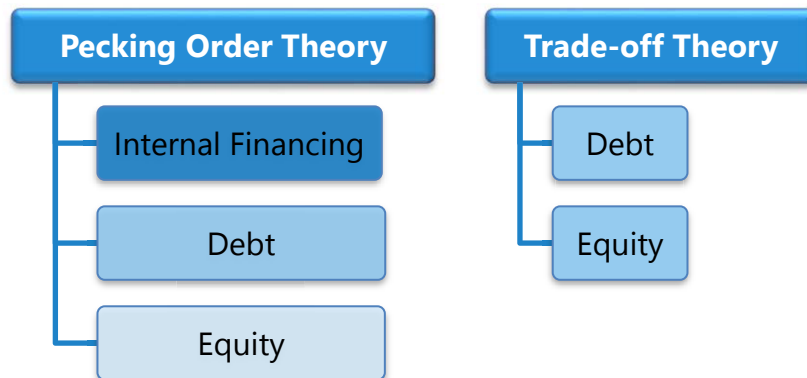 Pecking Order Theory
Internal Financing
Debt
Equity
Trade-off Theory
Debt
Equity